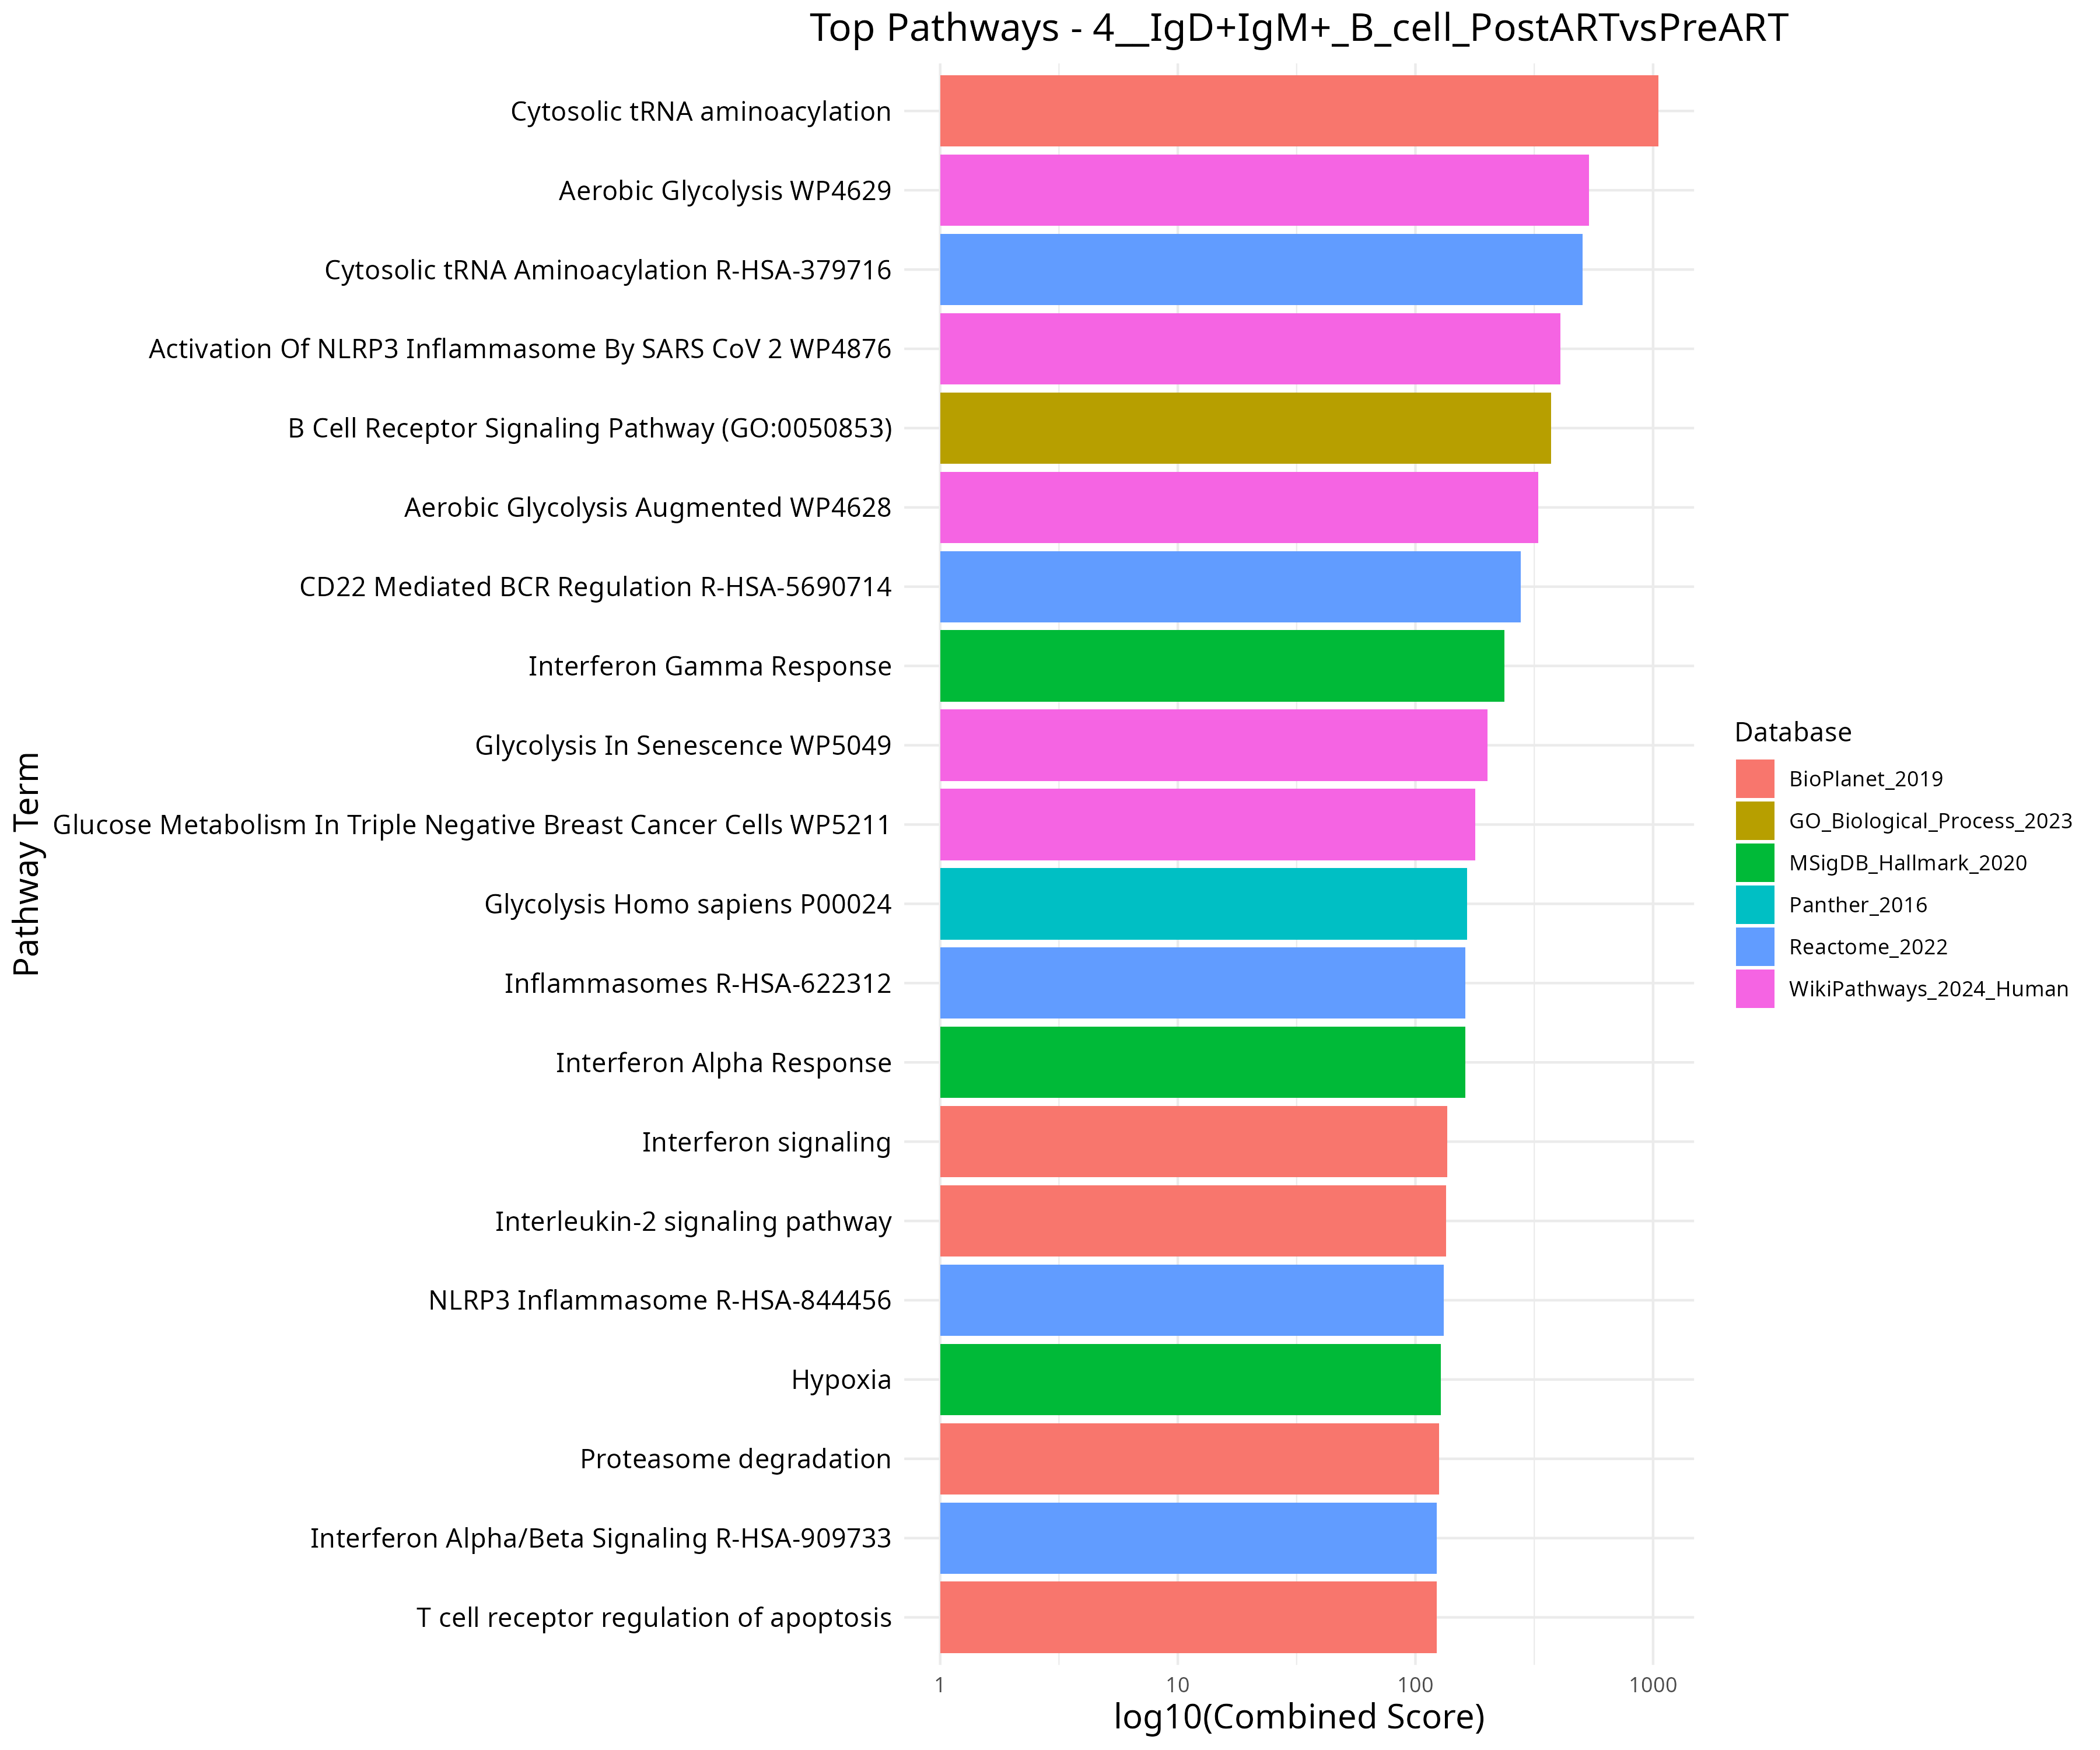 Top Pathways - 4__IgD+IgM+_B_cell_PostARTvsPreART
Pathway Term
Cytosolic tRNA aminoacylation
Aerobic Glycolysis WP4629
Cytosolic tRNA Aminoacylation R-HSA-379716
Activation Of NLRP3 Inflammasome By SARS CoV 2 WP4876
B Cell Receptor Signaling Pathway (GO:0050853)
Aerobic Glycolysis Augmented WP4628
CD22 Mediated BCR Regulation R-HSA-5690714
Interferon Gamma Response
Glycolysis In Senescence WP5049
Glucose Metabolism In Triple Negative Breast Cancer Cells WP5211
Glycolysis Homo sapiens P00024
Inflammasomes R-HSA-622312
Interferon Alpha Response
Interferon signaling
Interleukin-2 signaling pathway
NLRP3 Inflammasome R-HSA-844456
Hypoxia
Proteasome degradation
Interferon Alpha/Beta Signaling R-HSA-909733
T cell receptor regulation of apoptosis
1 10 100 1000
log10(Combined Score)
Database
BioPlanet_2019
GO_Biological_Process_2023
MSigDB_Hallmark_2020
Panther_2016
Reactome_2022
WikiPathways_2024_Human